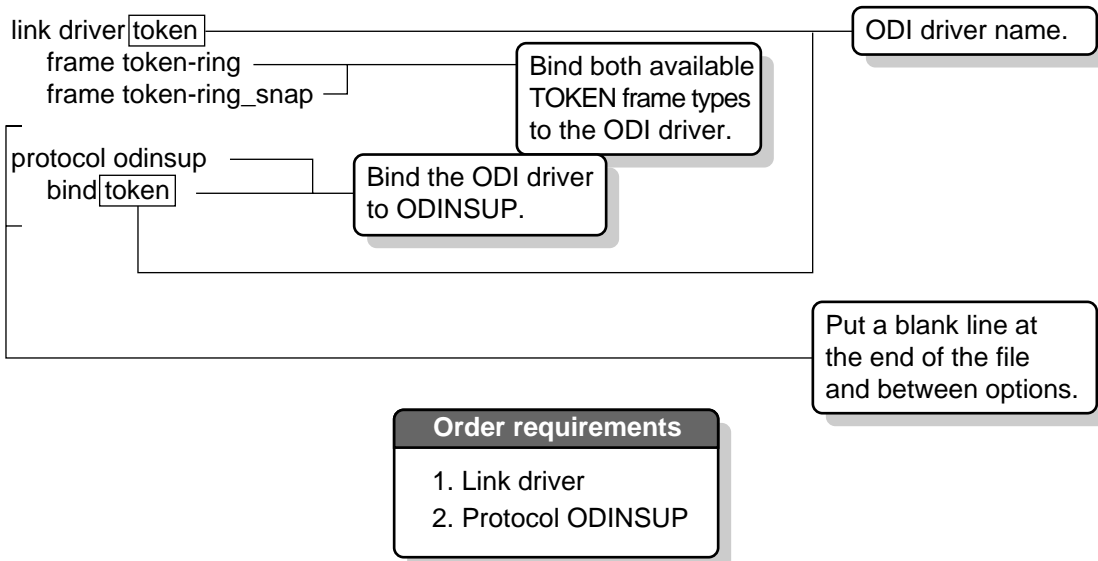 link driver token
frame token-ring
frame token-ring_snap
protocol odinsup
bind token
ODI driver name.
Bind both available
TOKEN frame types
to the ODI driver.
Bind the ODI driver
to ODINSUP.
Put a blank line at
the end of the file
and between options.
Order requirements
1. Link driver
2. Protocol ODINSUP